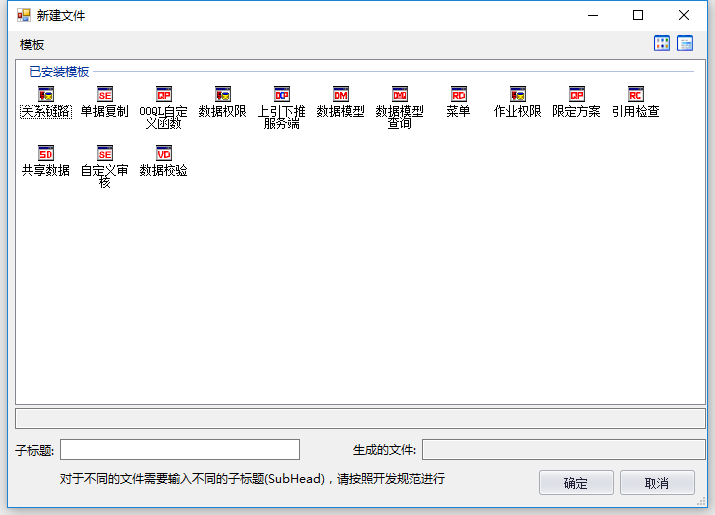 新建文件
模板
已安装模板
SE QP DCP DM DMQ RD QP RC
关系链路 单据复制 OOQL自定 数据权限 上引下推 数据模型 数据模型 菜单 作业权限 限定方案 引用检查
义函数 服务端 查询
SD SE VD
共享数据 自定义审 数据校验
核
子标题: 生成的文件:
对于不同的文件需要输入不同的子标题(SubHead)，请按照开发规范进行
确定 取消